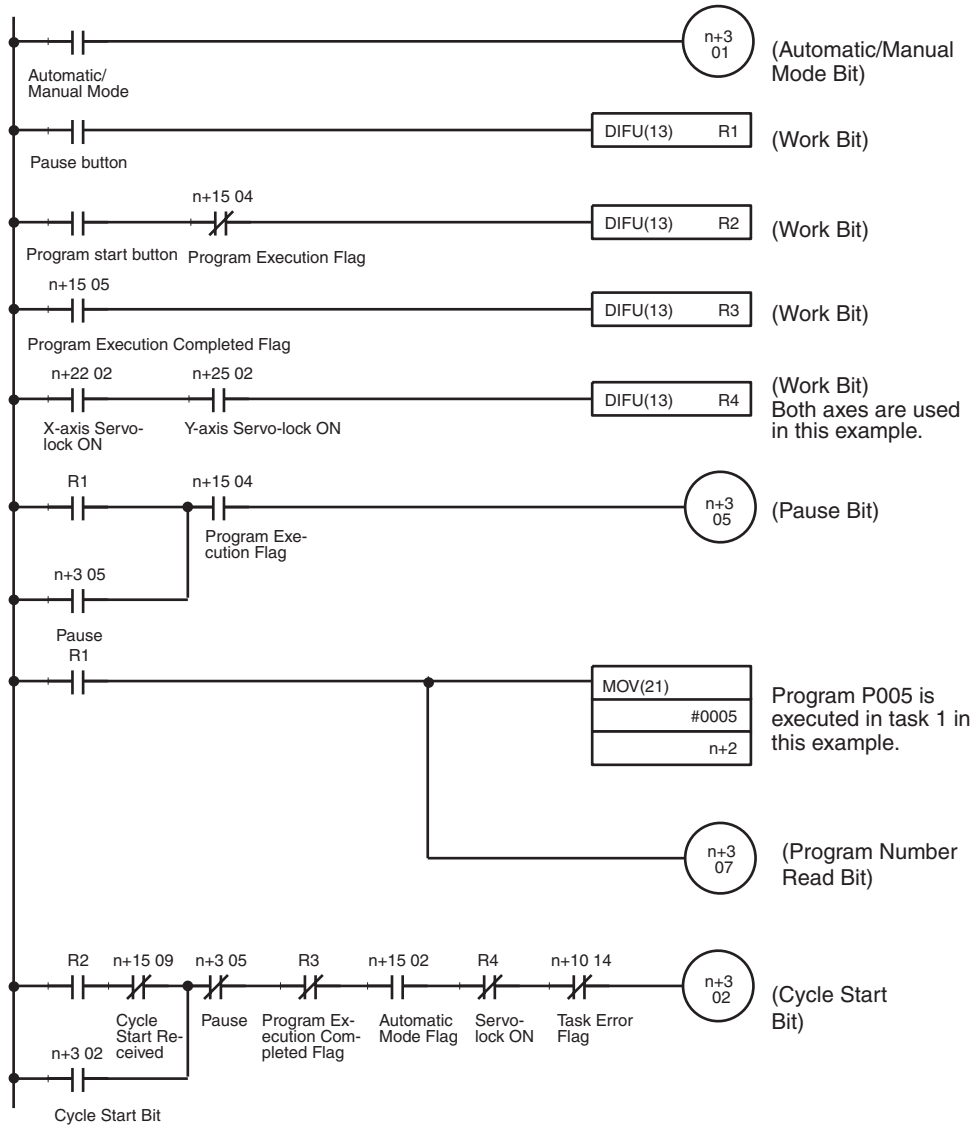 n+3
01
(Automatic/Manual
Mode Bit)
Automatic/
Manual Mode
DIFU(13) R1
(Work Bit)
Pause button
n+15 04
DIFU(13) R2
(Work Bit)
Program start button Program Execution Flag
n+15 05
DIFU(13) R3
(Work Bit)
Program Execution Completed Flag
n+22 02 n+25 02
DIFU(13) R4
(Work Bit)
Both axes are used
in this example.
X-axis Servo-
lock ON
Y-axis Servo-lock ON
R1 n+15 04
n+3
05
(Pause Bit)
Program Exe-
cution Flag
n+3 05
Pause
R1
MOV(21)
#0005
n+2
Program P005 is
executed in task 1 in
this example.
n+3
07
(Program Number
Read Bit)
R2 n+15 09 n+3 05 R3 n+15 02 R4 n+10 14
n+3
02
(Cycle Start
Bit)
Cycle
Start Re-
ceived
Pause
Program Ex-
ecution Com-
pleted Flag
Automatic
Mode Flag
Servo-
lock ON
Task Error
Flag
n+3 02
Cycle Start Bit